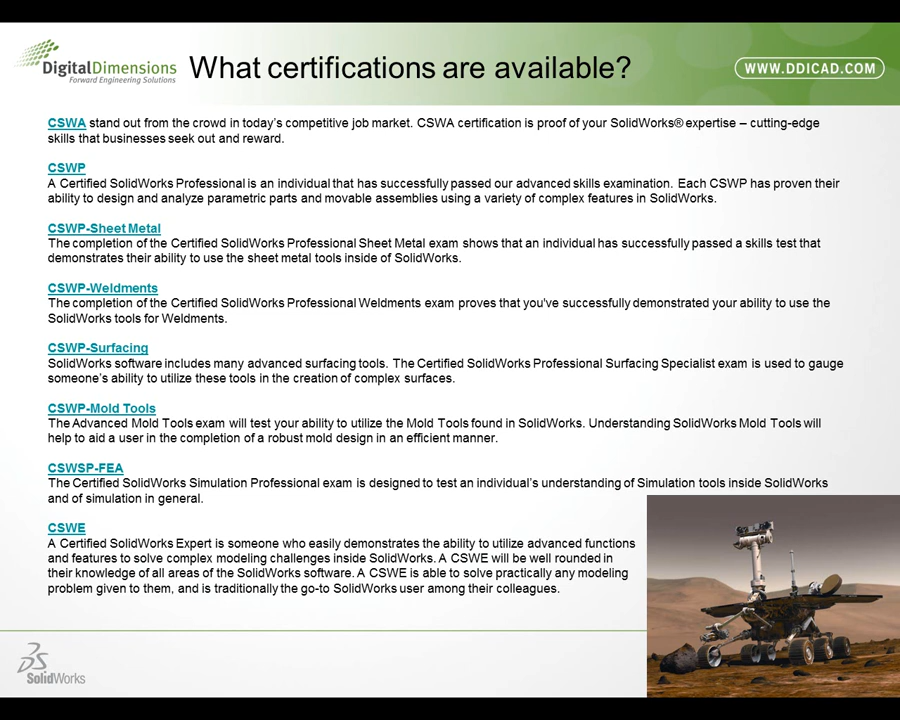 DigitalDimensions
Forward Engineering Solutions
What certifications are available?
WWW.DDICAD.COM
CSWA stand out from the crowd in today’s competitive job market. CSWA certification is proof of your SolidWorks® expertise – cutting-edge
skills that businesses seek out and reward.
CSWP
A Certified SolidWorks Professional is an individual that has successfully passed our advanced skills examination. Each CSWP has proven their
ability to design and analyze parametric parts and movable assemblies using a variety of complex features in SolidWorks.
CSWP-Sheet Metal
The completion of the Certified SolidWorks Professional Sheet Metal exam shows that an individual has successfully passed a skills test that
demonstrates their ability to use the sheet metal tools inside of SolidWorks.
CSWP-Weldments
The completion of the Certified SolidWorks Professional Weldments exam proves that you've successfully demonstrated your ability to use the
SolidWorks tools for Weldments.
CSWP-Surfacing
SolidWorks software includes many advanced surfacing tools. The Certified SolidWorks Professional Surfacing Specialist exam is used to gauge
someone’s ability to utilize these tools in the creation of complex surfaces.
CSWP-Mold Tools
The Advanced Mold Tools exam will test your ability to utilize the Mold Tools found in SolidWorks. Understanding SolidWorks Mold Tools will
help to aid a user in the completion of a robust mold design in an efficient manner.
CSWSP-FEA
The Certified SolidWorks Simulation Professional exam is designed to test an individual’s understanding of Simulation tools inside SolidWorks
and of simulation in general.
CSWE
A Certified SolidWorks Expert is someone who easily demonstrates the ability to utilize advanced functions
and features to solve complex modeling challenges inside SolidWorks. A CSWE will be well rounded in
their knowledge of all areas of the SolidWorks software. A CSWE is able to solve practically any modeling
problem given to them, and is traditionally the go-to SolidWorks user among their colleagues.
SolidWorks